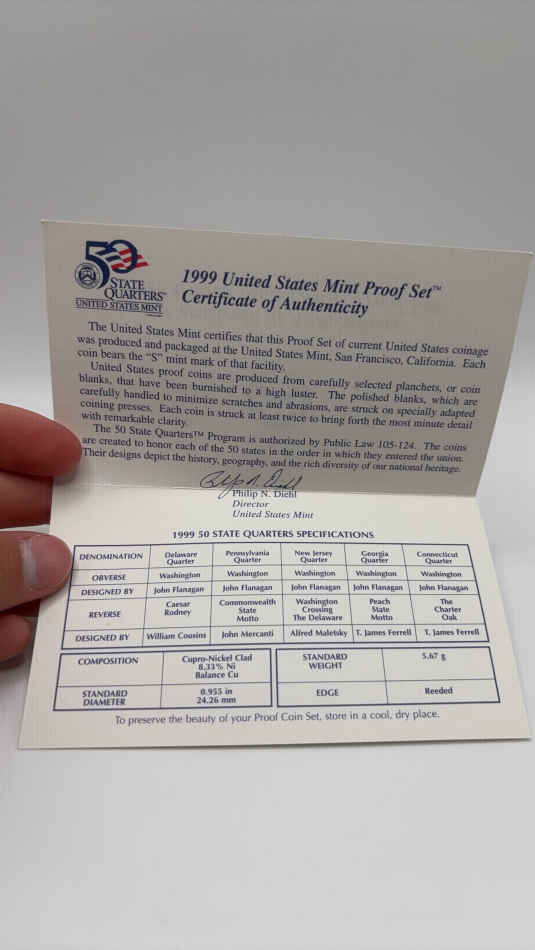 50
STATE
QUARTERS™
UNITED STATES MINT
1999 United States Mint Proof Set™
Certificate of Authenticity
The United States Mint certifies that this Proof Set of current United States coinage
was produced and packaged at the United States Mint, San Francisco, California. Each
coin bears the “S” mint mark of that facility.
United States proof coins are produced from carefully selected planchets, or coin
blanks, that have been burnished to a high luster. The polished blanks, which are
carefully handled to minimize scratches and abrasions, are struck on specially adapted
coining presses. Each coin is struck at least twice to bring forth the most minute detail
with remarkable clarity.
The 50 State Quarters™ Program is authorized by Public Law 105-124. The coins
are created to honor each of the 50 states in the order in which they entered the union.
Their designs depict the history, geography, and the rich diversity of our national heritage.
Philip N. Diehl
Director
United States Mint
1999 50 STATE QUARTERS SPECIFICATIONS
DENOMINATION Delaware Quarter Pennsylvania Quarter New Jersey Quarter Georgia Quarter Connecticut Quarter
OBVERSE Washington Washington Washington Washington Washington
DESIGNED BY John Flanagan John Flanagan John Flanagan John Flanagan John Flanagan
REVERSE Caesar Rodney Commonwealth State Motto Washington Crossing The Delaware Peach State Motto The Charter Oak
DESIGNED BY William Cousins John Mercanti Alfred Maletsky T. James Ferrell T. James Ferrell
COMPOSITION Cupro-Nickel Clad 8.33% Ni Balance Cu
STANDARD WEIGHT 5.67 g
STANDARD DIAMETER 0.955 in 24.26 mm
EDGE Reeded
To preserve the beauty of your Proof Coin Set, store in a cool, dry place.